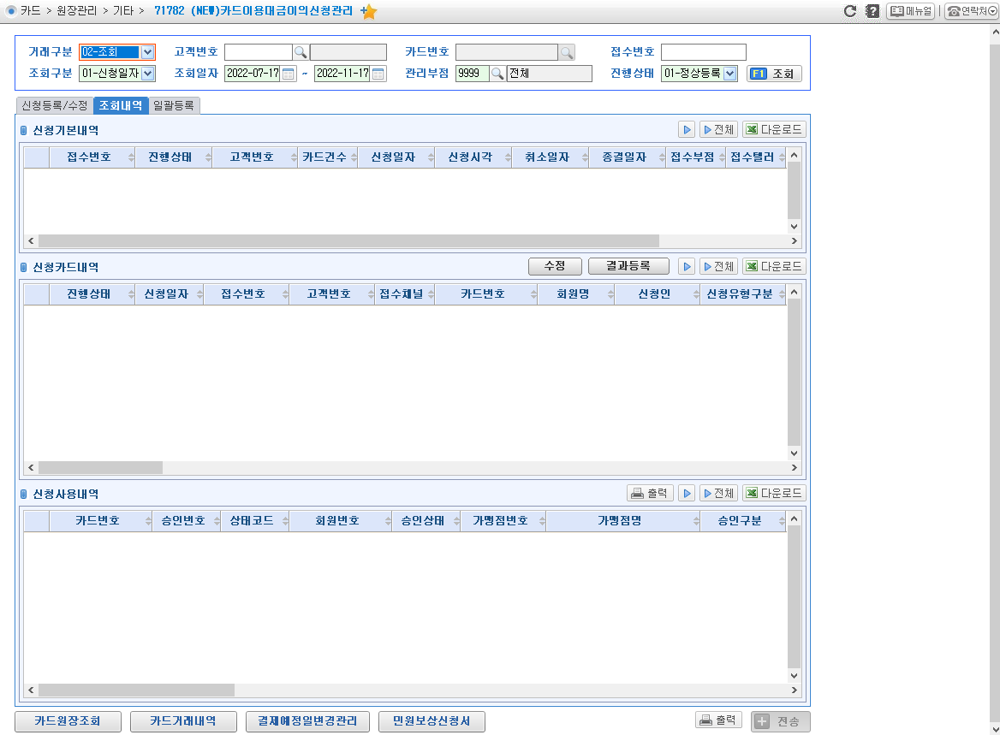 카드 > 원장관리 > 기타 > 71782 (NEW)카드이용대금이의신청관리 메뉴얼 연락처
거래구분 02-조회 고객번호 카드번호 접수번호
조회구분 01-신청일자 조회일자 2022-07-17 ~ 2022-11-17 관리부점 9999 전체 진행상태 01-정상등록 F1 조회
신청등록/수정 조회내역 일괄등록
신청기본내역 전체 다운로드
접수번호 진행상태 고객번호 카드건수 신청일자 신청시각 취소일자 종결일자 접수부점 접수텔러
신청카드내역 수정 결과등록 전체 다운로드
진행상태 신청일자 접수번호 고객번호 접수채널 카드번호 회원명 신청인 신청유형구분
신청사용내역 출력 전체 다운로드
카드번호 승인번호 상태코드 회원번호 승인상태 가맹점번호 가맹점명 승인구분
카드원장조회 카드거래내역 결제예정일변경관리 민원보상신청서 출력 전송